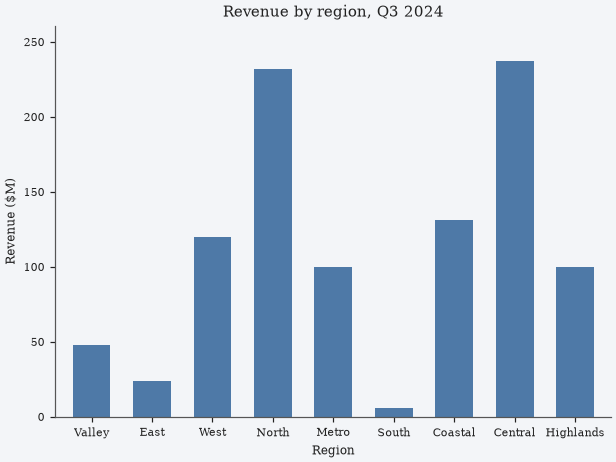 Revenue by region, Q3 2024
Revenue ($M)
250
200
150
100
50
0
Valley East West North Metro South Coastal Central Highlands
Region